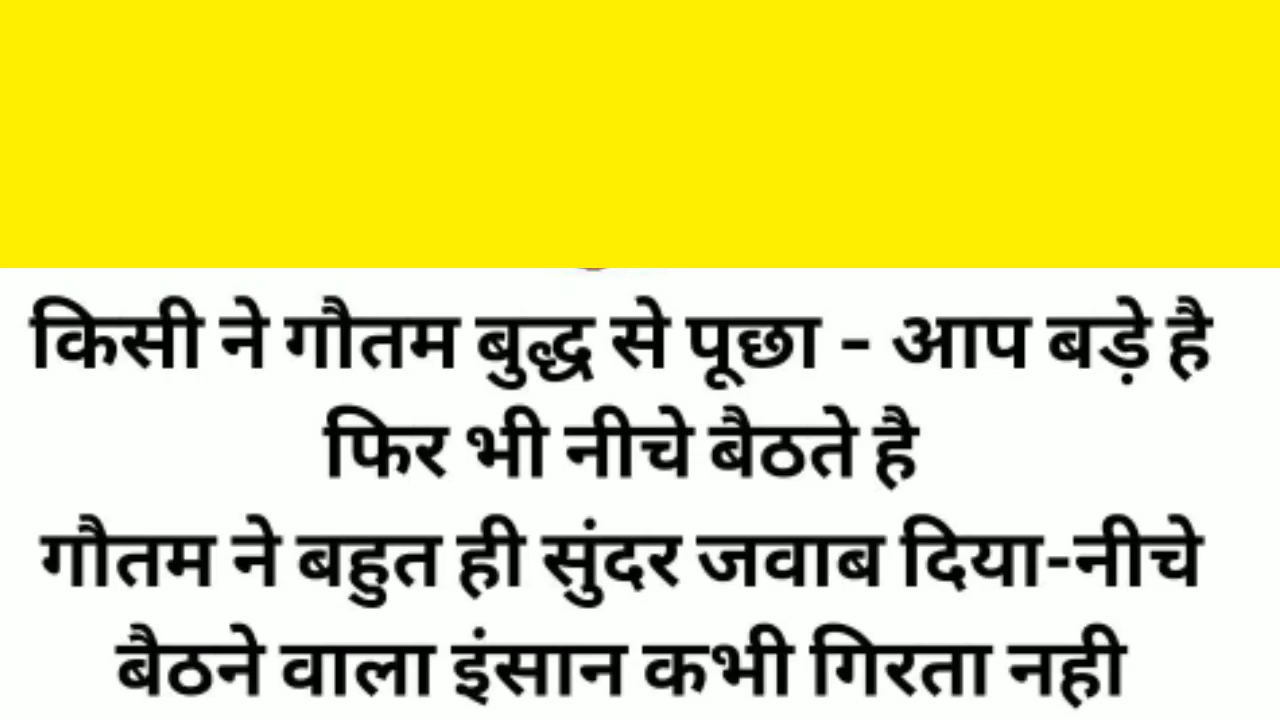 किसी ने गौतम बुद्ध से पूछा - आप बड़े है
फिर भी नीचे बैठते है
गौतम ने बहुत ही सुंदर जवाब दिया-नीचे
बैठने वाला इंसान कभी गिरता नही